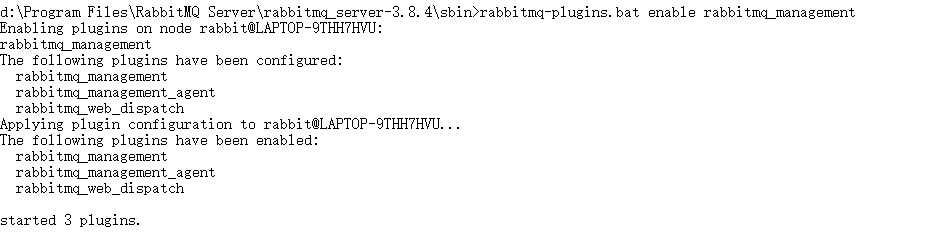 d:\Program Files\RabbitMQ Server\rabbitmq_server-3.8.4\sbin>rabbitmq-plugins.bat enable rabbitmq_management
Enabling plugins on node rabbit@LAPTOP-9THH7HVU:
rabbitmq_management
The following plugins have been configured:
  rabbitmq_management
  rabbitmq_management_agent
  rabbitmq_web_dispatch
Applying plugin configuration to rabbit@LAPTOP-9THH7HVU...
The following plugins have been enabled:
  rabbitmq_management
  rabbitmq_management_agent
  rabbitmq_web_dispatch

started 3 plugins.